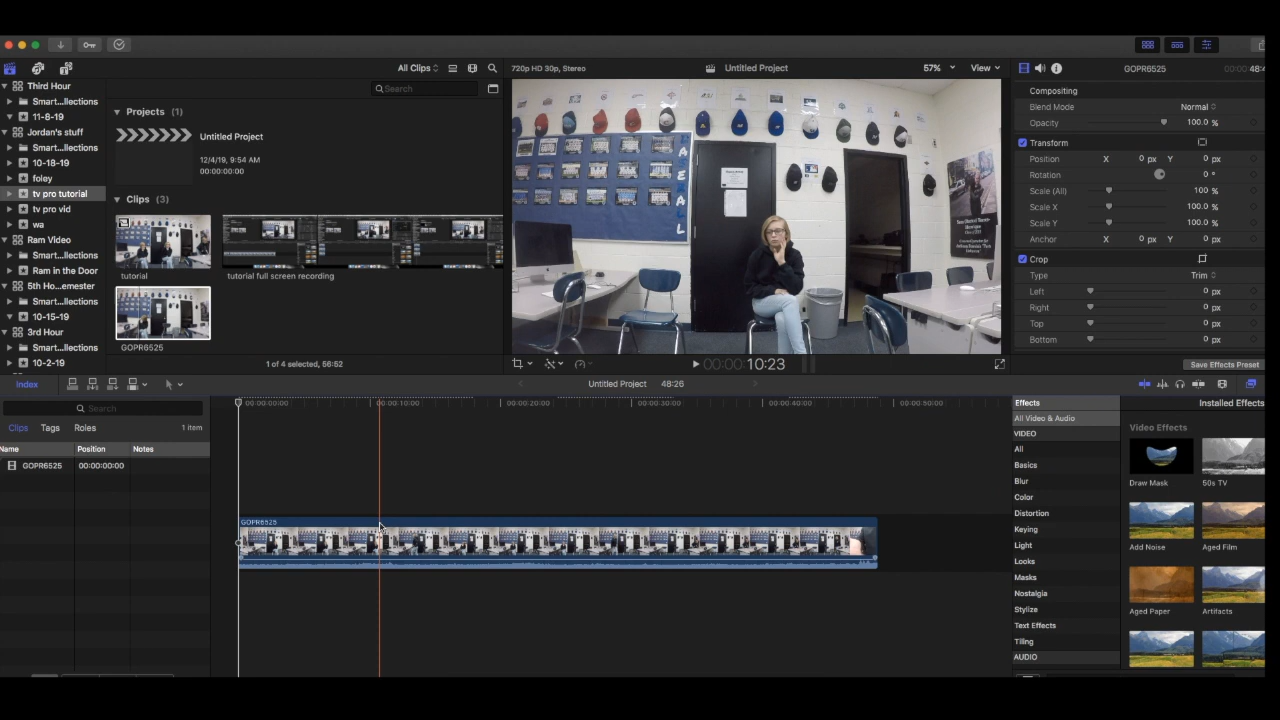 All Clips
720p HD 30p, Stereo
Untitled Project
57%
View
GOPR6525
Third Hour
Smart...llections
11-8-19
Jordan's stuff
Smart...llections
10-18-19
foley
tv pro tutorial
tv pro vid
wa
Ram Video
Smart...llections
Ram in the Door
5th Ho...emester
Smart...llections
10-15-19
3rd Hour
Smart...llections
10-2-19
Search
Projects (1)
Untitled Project
12/4/19, 9:54 AM
00:00:00:00
Clips (3)
tutorial
tutorial full screen recording
GOPR6525
1 of 4 selected, 56:52
BASEBALL
00:00:10:23
Compositing
Blend Mode Normal
Opacity 100.0 %
Transform
Position X 0 px Y 0 px
Rotation 0 °
Scale (All) 100 %
Scale X 100.0 %
Scale Y 100.0 %
Anchor X 0 px Y 0 px
Crop
Type Trim
Left 0 px
Right 0 px
Top 0 px
Bottom 0 px
Save Effects Preset
Index
Untitled Project 48:26
Search
Clips Tags Roles 1 item
Name Position Notes
GOPR6525 00:00:00:00
00:00:00:00 00:00:10:00 00:00:20:00 00:00:30:00 00:00:40:00 00:00:50:00
GOPR6525
Effects
Installed Effects
All Video & Audio
VIDEO
All
Basics
Blur
Color
Distortion
Keying
Light
Looks
Masks
Nostalgia
Stylize
Text Effects
Tiling
AUDIO
Video Effects
Draw Mask 50s TV
Add Noise Aged Film
Aged Paper Artifacts